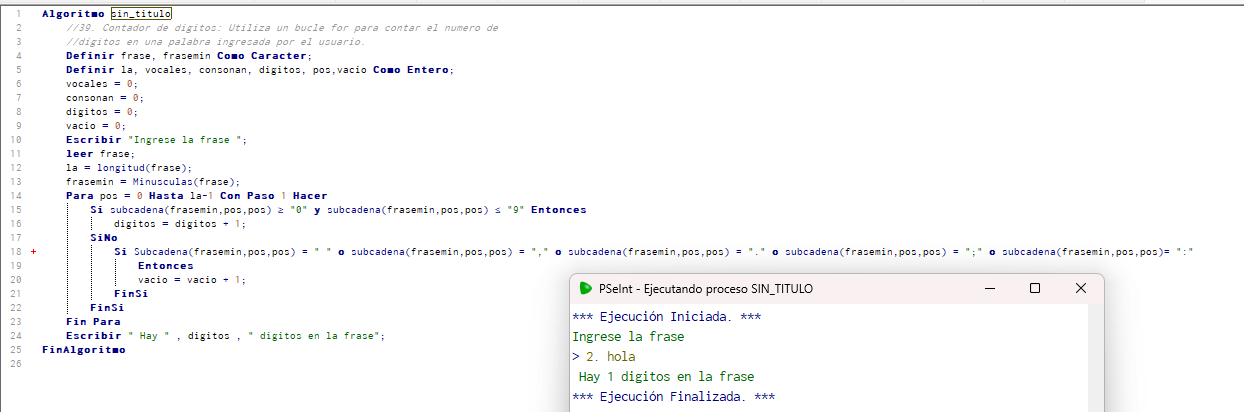 1 Algoritmo sin_titulo
2 //39. Contador de digitos: Utiliza un bucle for para contar el numero de
3 //digitos en una palabra ingresada por el usuario.
4 Definir frase, frasemin Como Caracter;
5 Definir la, vocales, consonan, digitos, pos,vacio Como Entero;
6 vocales = 0;
7 consonan = 0;
8 digitos = 0;
9 vacio = 0;
10 Escribir "Ingrese la frase ";
11 leer frase;
12 la = longitud(frase);
13 frasemin = Minusculas(frase);
14 Para pos = 0 Hasta la-1 Con Paso 1 Hacer
15 Si subcadena(frasemin,pos,pos) ≥ "0" y subcadena(frasemin,pos,pos) ≤ "9" Entonces
16 digitos = digitos + 1;
17 SiNo
18 + Si Subcadena(frasemin,pos,pos) = " " o subcadena(frasemin,pos,pos) = "," o subcadena(frasemin,pos,pos) = "." o subcadena(frasemin,pos,pos) = ";" o subcadena(frasemin,pos,pos)= ":"
19 Entonces
20 vacio = vacio + 1;
21 FinSi
22 FinSi
23 Fin Para
24 Escribir " Hay " , digitos , " digitos en la frase";
25 FinAlgoritmo
26
PSeInt - Ejecutando proceso SIN_TITULO
*** Ejecución Iniciada. ***
Ingrese la frase
> 2. hola
Hay 1 digitos en la frase
*** Ejecución Finalizada. ***